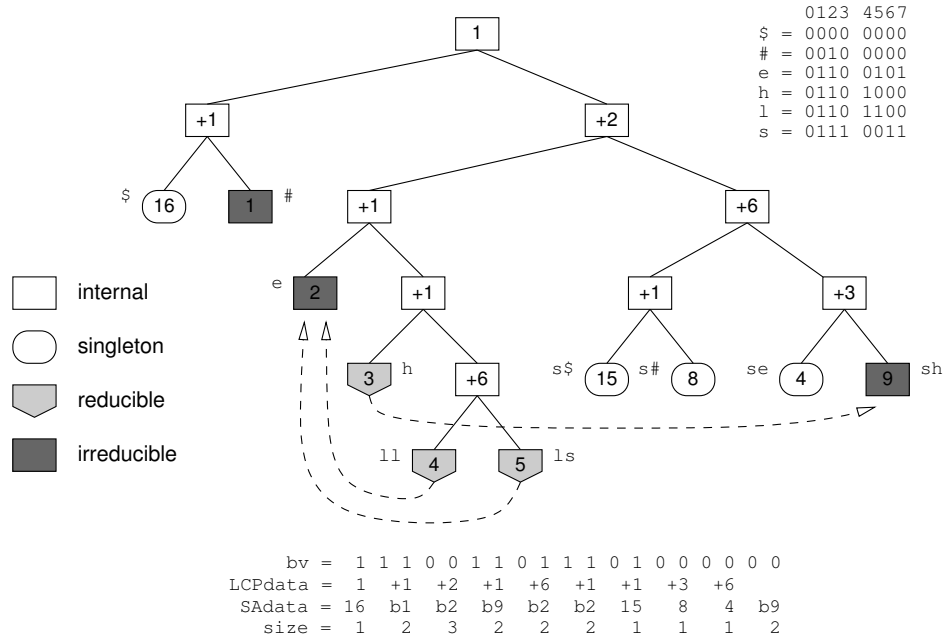 0123 4567
$ = 0000 0000
# = 0010 0000
e = 0110 0101
h = 0110 1000
l = 0110 1100
s = 0111 0011
1
+1 +2
$ 16 1 # +1 +6
e 2 +1 +1 +3
3 h +6 s$ 15 s# 8 se 4 9 sh
ll 4 5 ls
internal
singleton
reducible
irreducible
bv = 1 1 1 0 0 1 1 0 1 1 1 0 1 0 0 0 0 0 0
LCPdata = 1 +1 +2 +1 +6 +1 +1 +3 +6
SAdata = 16 b1 b2 b9 b2 b2 15 8 4 b9
size = 1 2 3 2 2 2 1 1 1 2